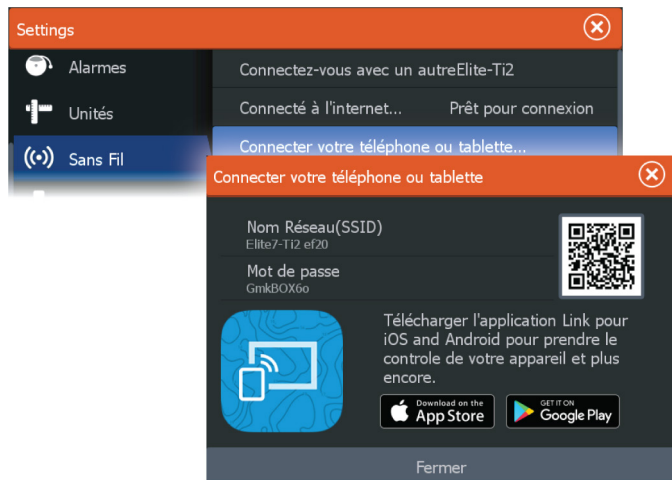 Settings
Alarmes
Connectez-vous avec un autreElite-Ti2
Unités
Connecté à l'internet... Prêt pour connexion
Sans Fil
Connecter votre téléphone ou tablette...
Connecter votre téléphone ou tablette
Nom Réseau(SSID)
Elite7-Ti2 ef20
Mot de passe
GmkBOX6o
Télécharger l'application Link pour
iOS and Android pour prendre le
controle de votre appareil et plus
encore.
Download on the
App Store
GET IT ON
Google Play
Fermer